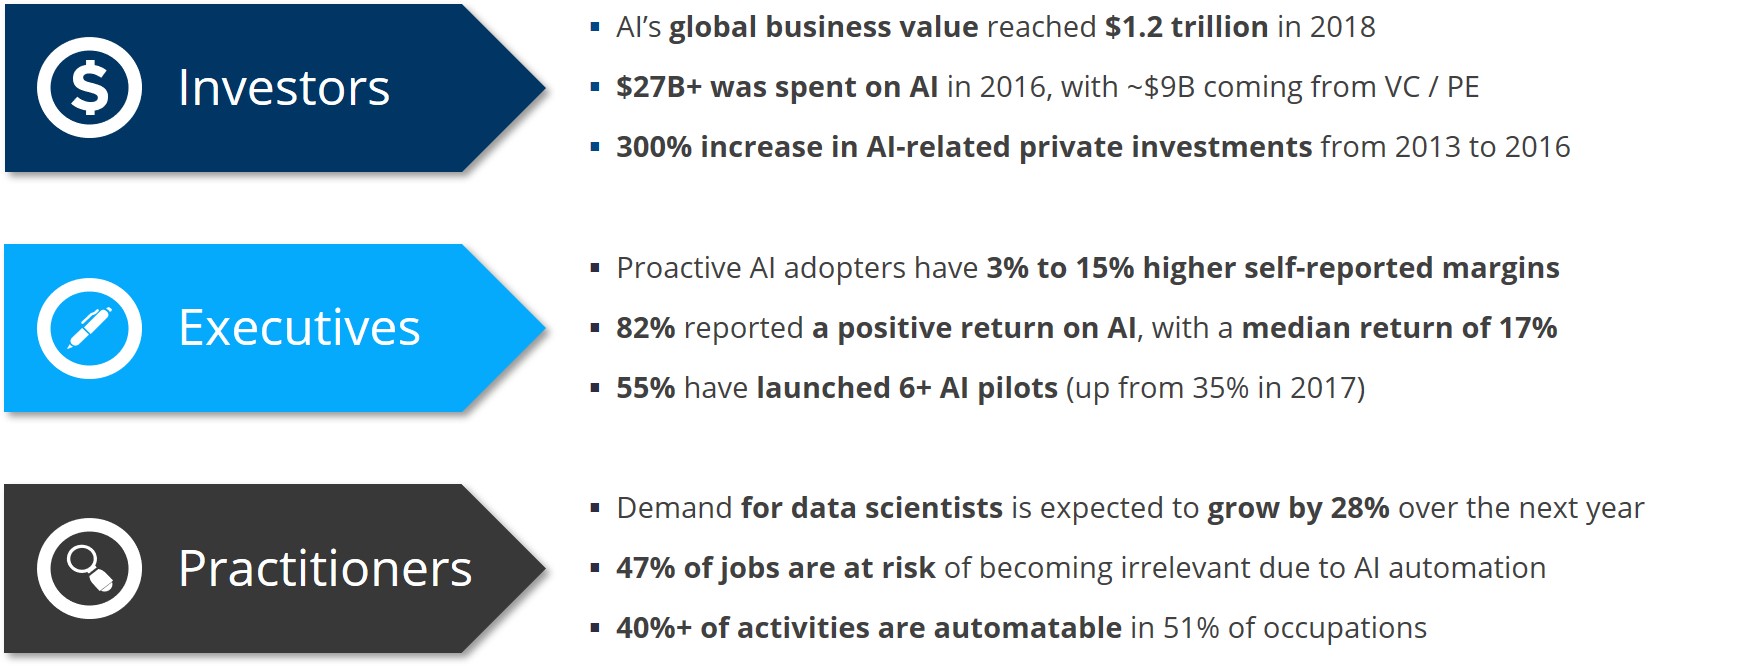 Investors
AI’s global business value reached $1.2 trillion in 2018
$27B+ was spent on AI in 2016, with ~$9B coming from VC / PE
300% increase in AI-related private investments from 2013 to 2016
Executives
Proactive AI adopters have 3% to 15% higher self-reported margins
82% reported a positive return on AI, with a median return of 17%
55% have launched 6+ AI pilots (up from 35% in 2017)
Practitioners
Demand for data scientists is expected to grow by 28% over the next year
47% of jobs are at risk of becoming irrelevant due to AI automation
40%+ of activities are automatable in 51% of occupations